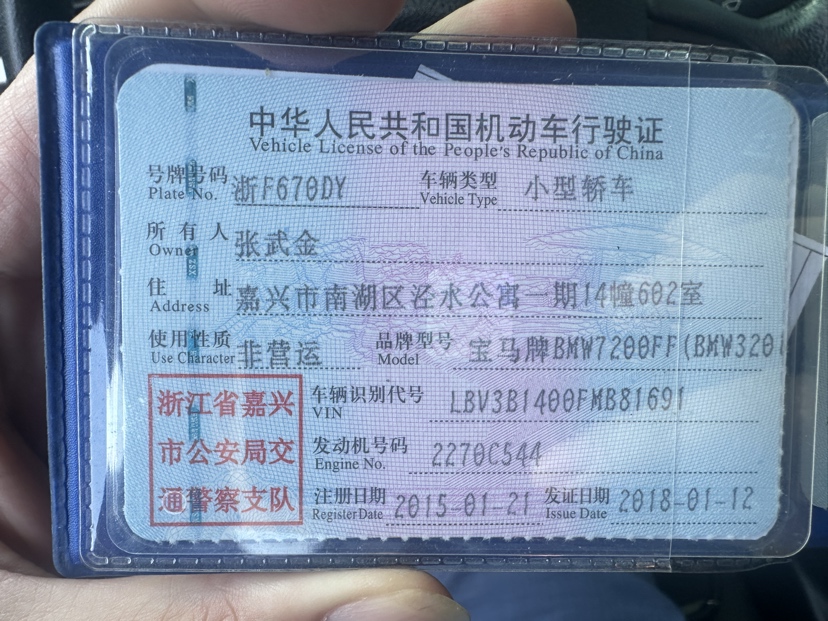 中华人民共和国机动车行驶证
Vehicle License of the People's Republic of China
号牌号码 浙F670DY 车辆类型 小型轿车
Plate No. Vehicle Type
所有人 张武金
Owner
住址 嘉兴市南湖区泾水公寓一期14幢602室
Address
使用性质 非营运 品牌型号 宝马牌BMW7200FF(BMW320i
Use Character Model
浙江省嘉兴
市公安局交
通警察支队
车辆识别代号 LBV3B1400FMB81691
VIN
发动机号码 2270C544
Engine No.
注册日期 2015-01-21 发证日期 2018-01-12
Register Date Issue Date